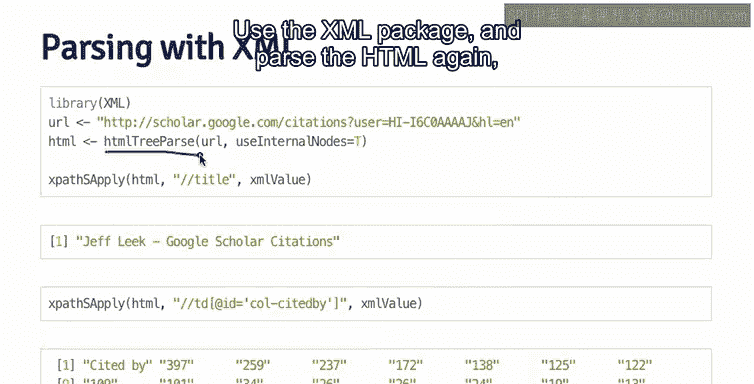 Parsing with XML
Use the XML package, and
parse the HTML again,
library(XML)
url <- "http://scholar.google.com/citations?user=HI-I6C0AAAAJ&hl=en"
html <- htmlTreeParse(url, useInternalNodes=T)
xpathSApply(html, "//title", xmlValue)
[1] "Jeff Leek - Google Scholar Citations"
xpathSApply(html, "//td[@id='col-citedby']", xmlValue)
[1] "Cited by" "397" "259" "237" "172" "138" "125" "122"